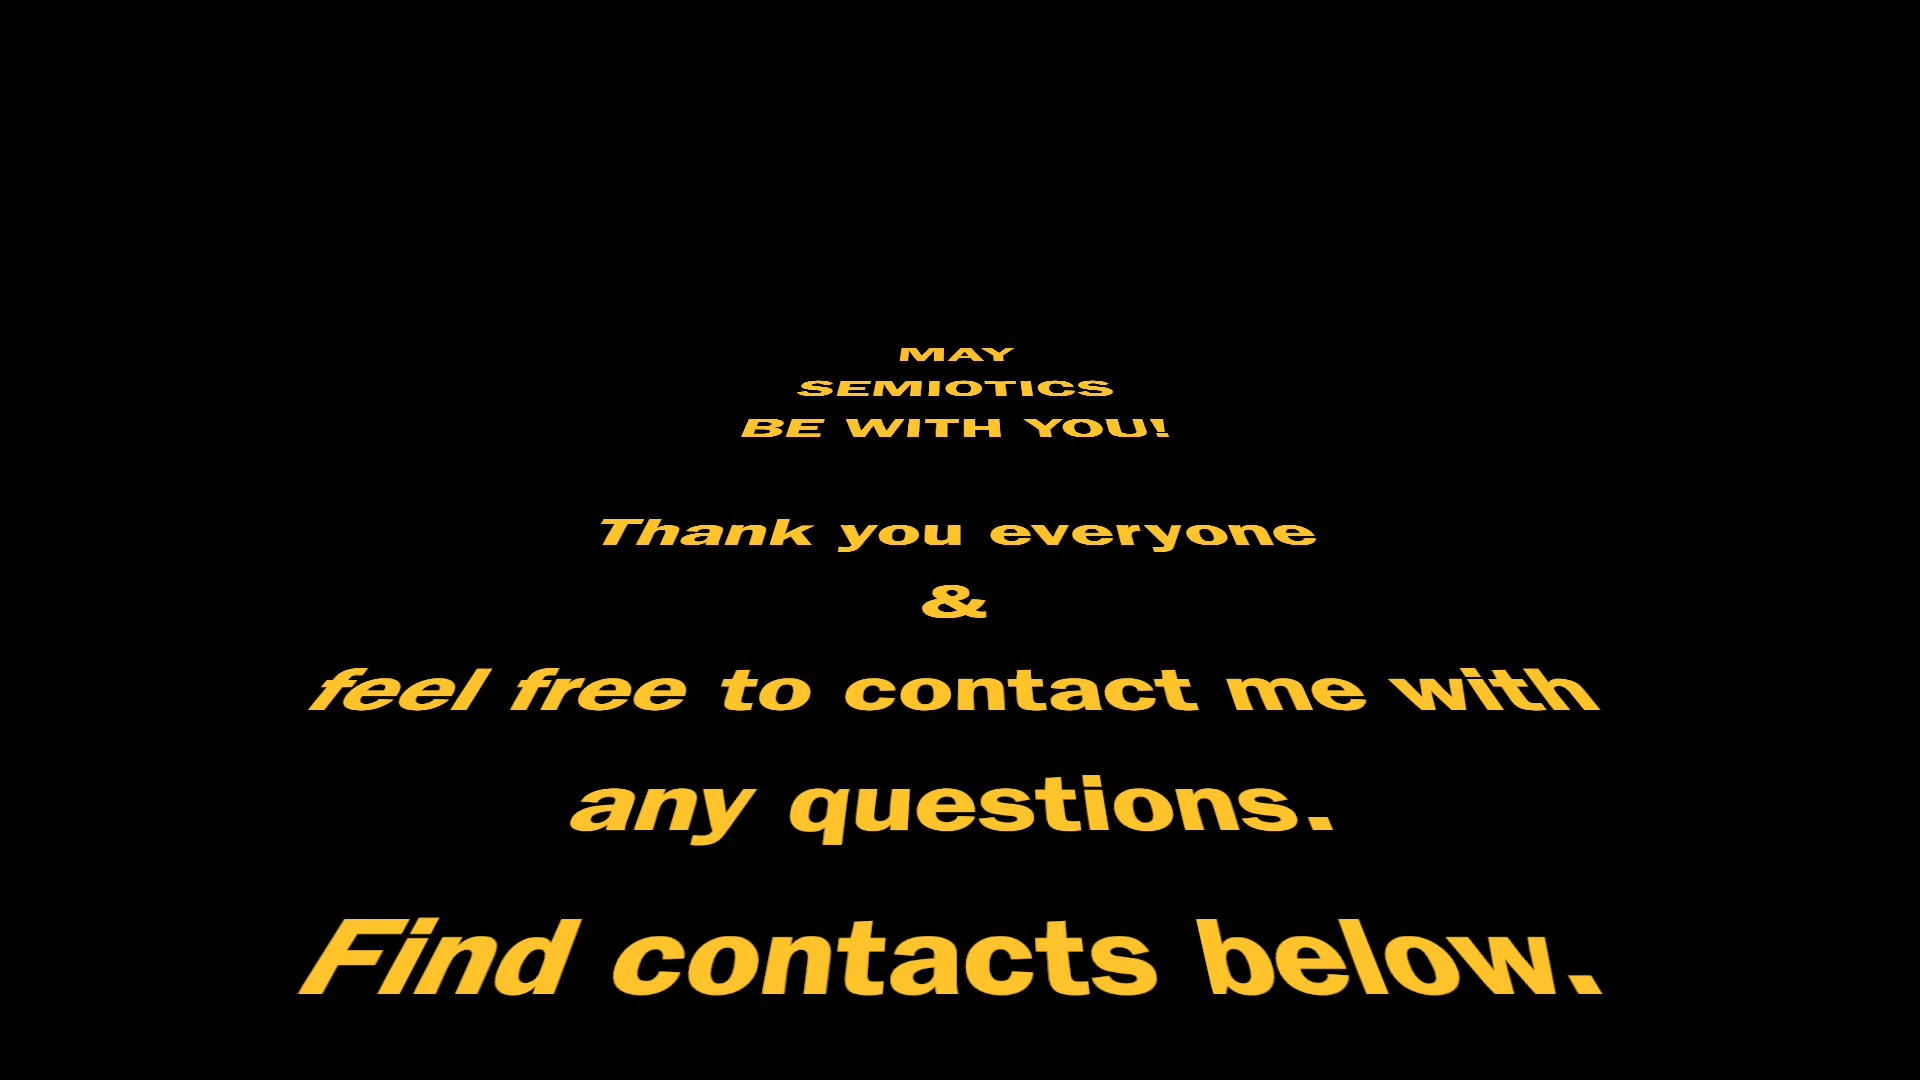 MAY
SEMIOTICS
BE WITH YOU!
Thank you everyone
&
feel free to contact me with
any questions.
Find contacts below.